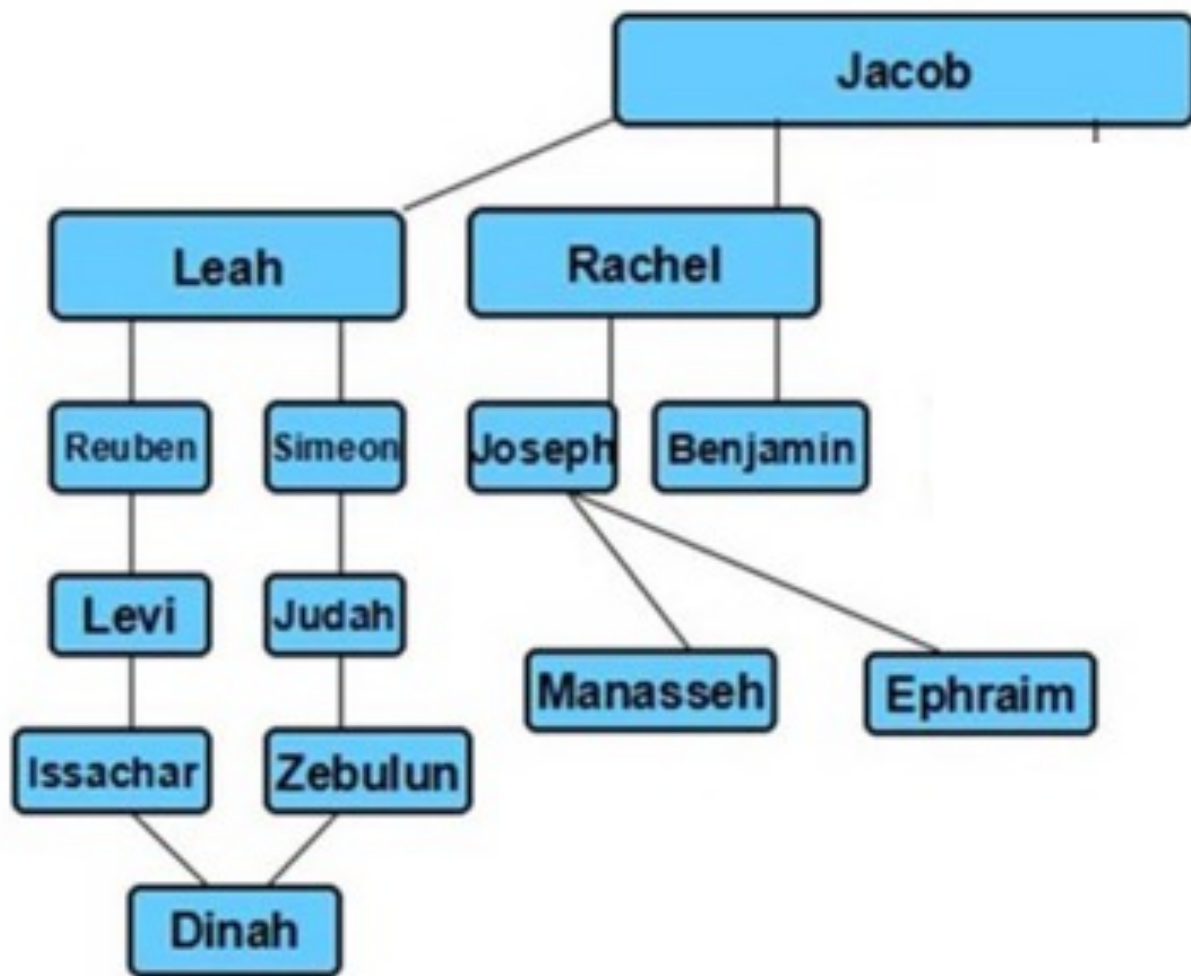 Jacob
Leah
Rachel
Reuben
Simeon
Joseph
Benjamin
Levi
Judah
Manasseh
Ephraim
Issachar
Zebulun
Dinah